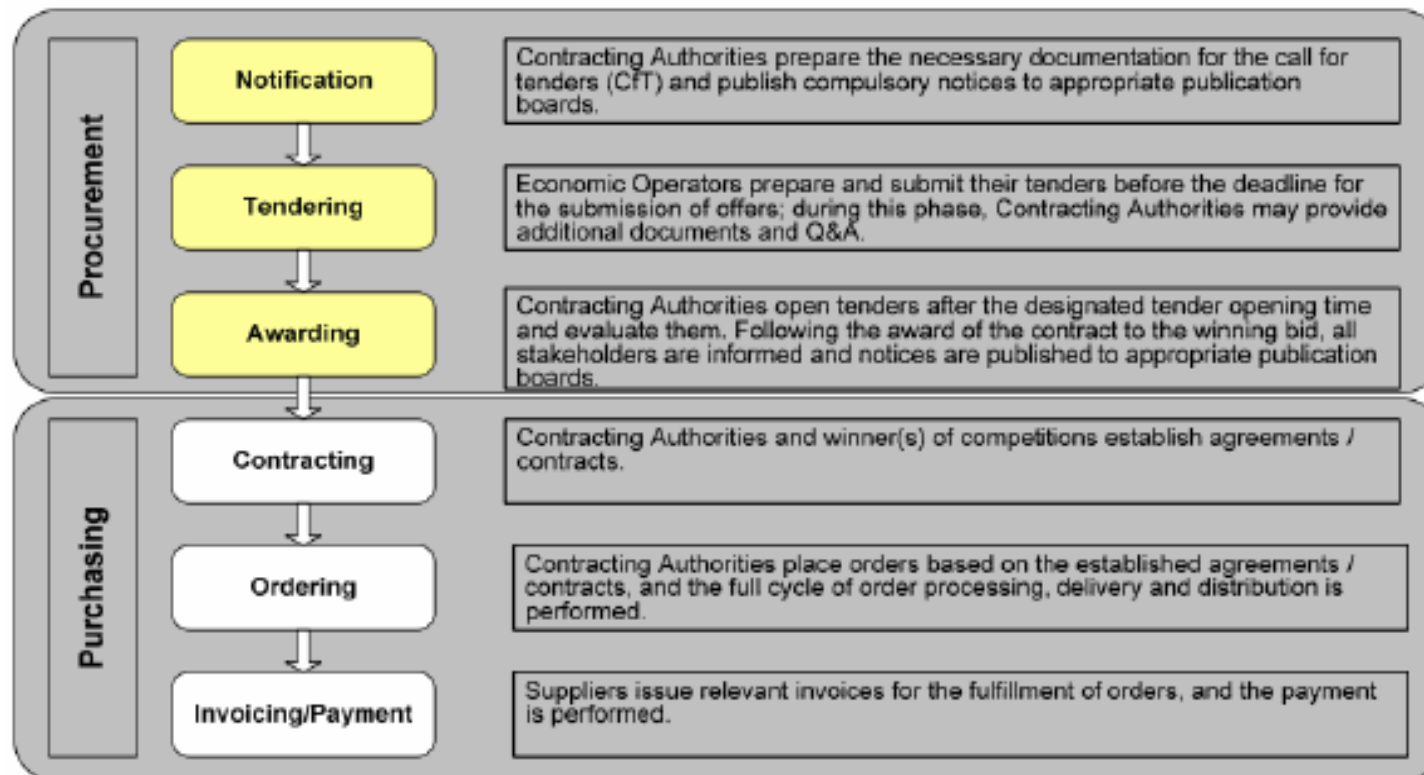 Procurement
Notification
Contracting Authorities prepare the necessary documentation for the call for
tenders (CfT) and publish compulsory notices to appropriate publication
boards.
Tendering
Economic Operators prepare and submit their tenders before the deadline for
the submission of offers; during this phase, Contracting Authorities may provide
additional documents and Q&A.
Awarding
Contracting Authorities open tenders after the designated tender opening time
and evaluate them. Following the award of the contract to the winning bid, all
stakeholders are informed and notices are published to appropriate publication
boards.
Purchasing
Contracting
Contracting Authorities and winner(s) of competitions establish agreements /
contracts.
Ordering
Contracting Authorities place orders based on the established agreements /
contracts, and the full cycle of order processing, delivery and distribution is
performed.
Invoicing/Payment
Suppliers issue relevant invoices for the fulfillment of orders, and the payment
is performed.